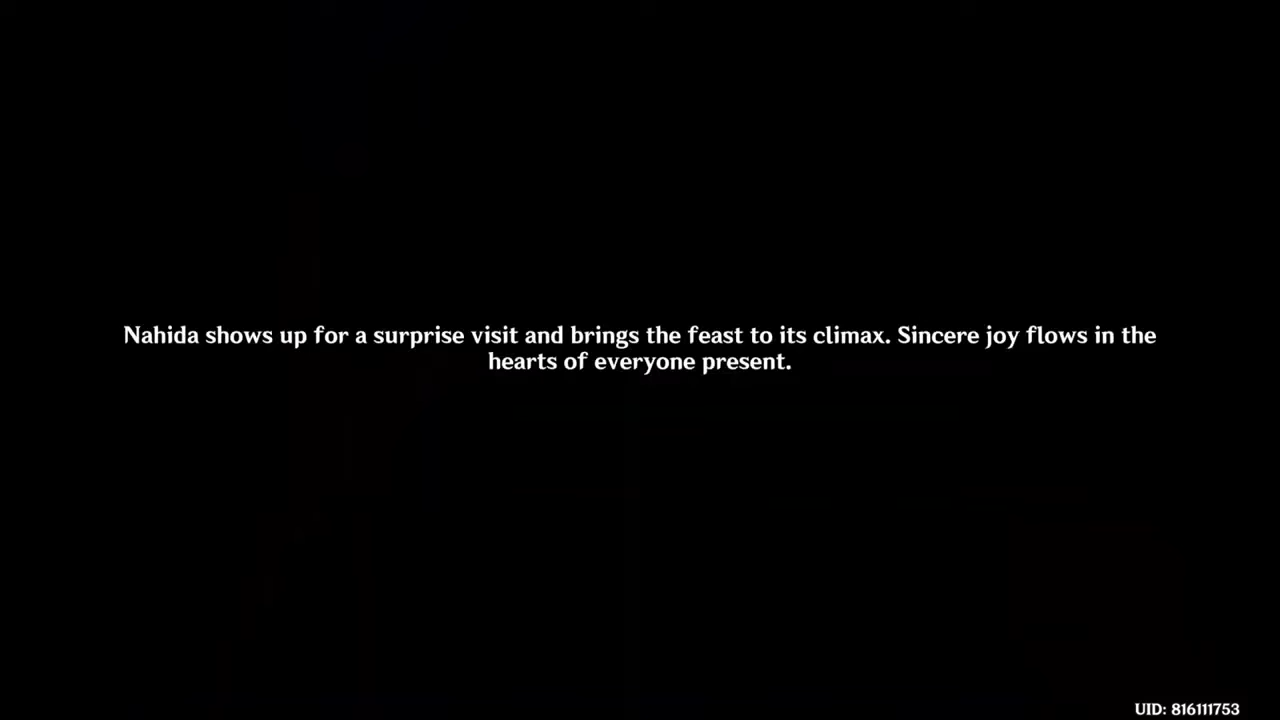 Nahida shows up for a surprise visit and brings the feast to its climax. Sincere joy flows in the
hearts of everyone present.
UID: 816111753